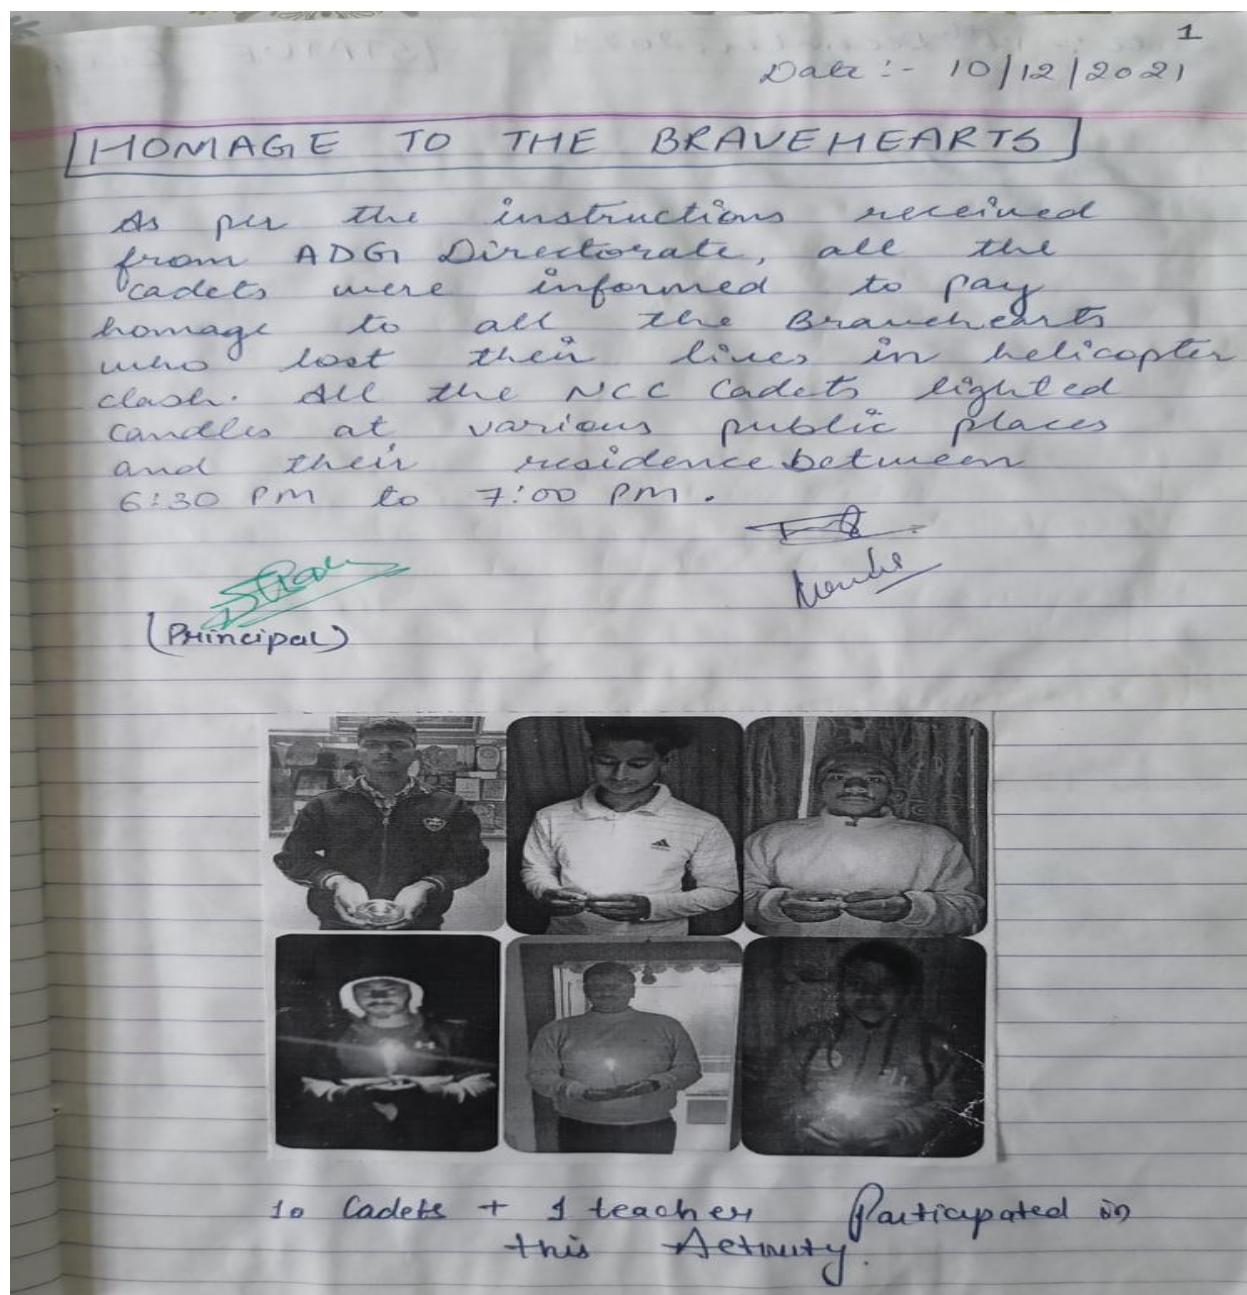 1
Date :- 10/12/2021
HOMAGE TO THE BRAVEHEARTS
As per the instructions received
from ADG Directorate, all the
cadets were informed to pay
homage to all the Bravehearts
who lost their lives in helicopter
clash. All the NCC Cadets lighted
candles at various public places
and their residence between
6:30 PM to 7:00 PM.
(Principal)
10 Cadets + 1 teacher Participated in
this Activity.